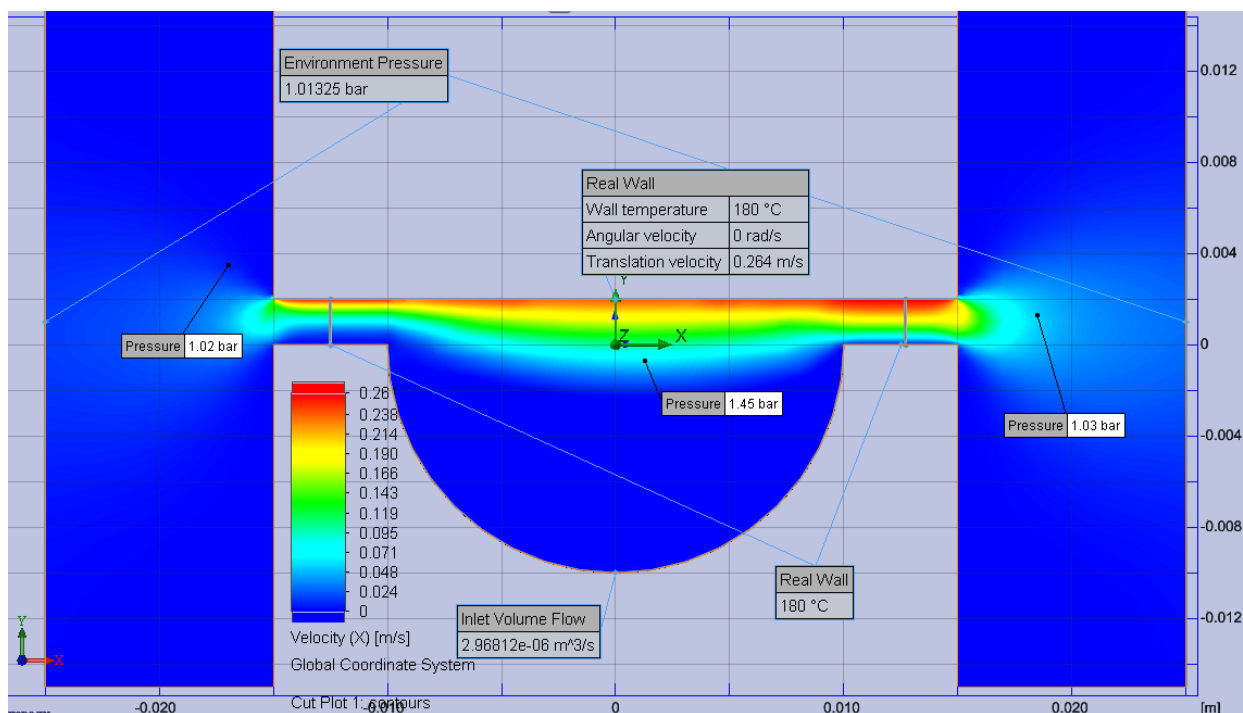 Environment Pressure
1.01325 bar
0.012
0.008
Real Wall
Wall temperature 180 °C
Angular velocity 0 rad/s
Translation velocity 0.264 m/s
0.004
Y
Z X
0
Pressure 1.02 bar
Pressure 1.45 bar
Pressure 1.03 bar
0.26
0.238
0.214
0.190
0.166
0.143
0.119
0.095
0.071
0.048
0.024
0
-0.004
-0.008
Real Wall
180 °C
Inlet Volume Flow
2.96812e-06 m^3/s
-0.012
Velocity (X) [m/s]
Global Coordinate System
Y
X
Cut Plot 1: contours
-0.020 -0.010 0 0.010 0.020 [m]